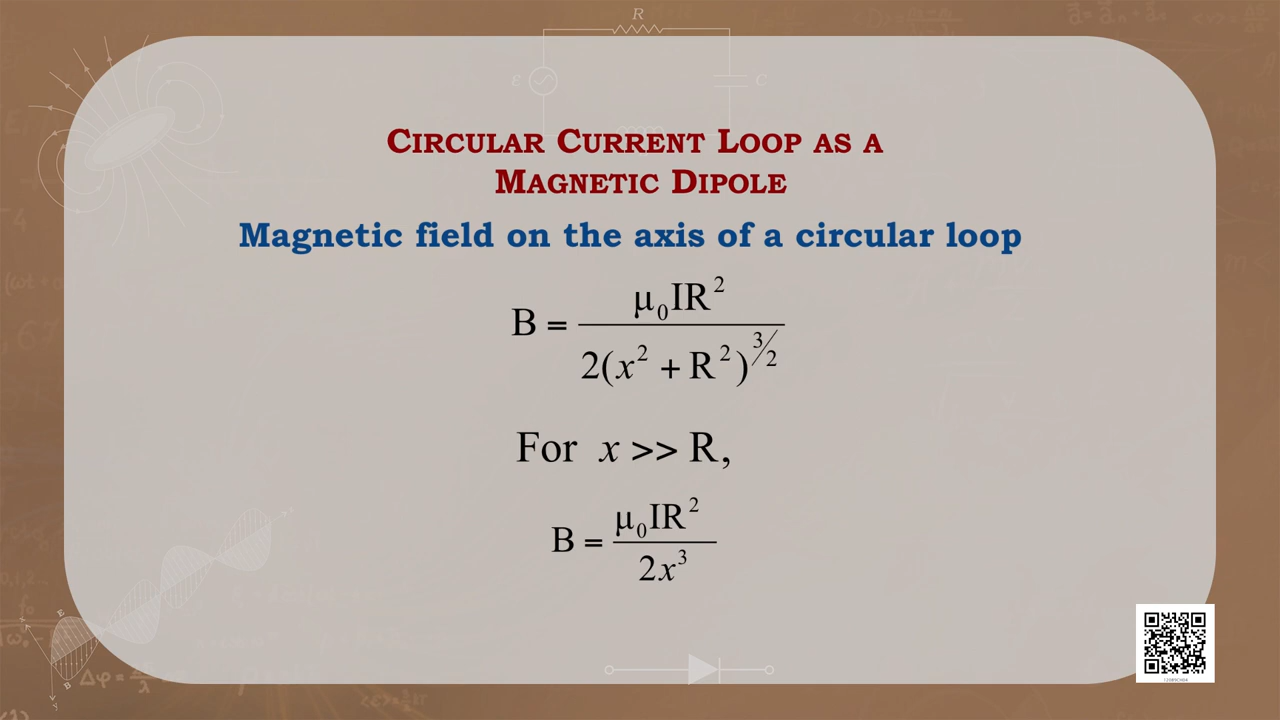 R
ε
C
CIRCULAR CURRENT LOOP AS A
MAGNETIC DIPOLE
Magnetic field on the axis of a circular loop
B = μ₀IR² / 2(x² + R²)^3/2
For x >> R,
B = μ₀IR² / 2x³
E
x
B
y
Δφ =